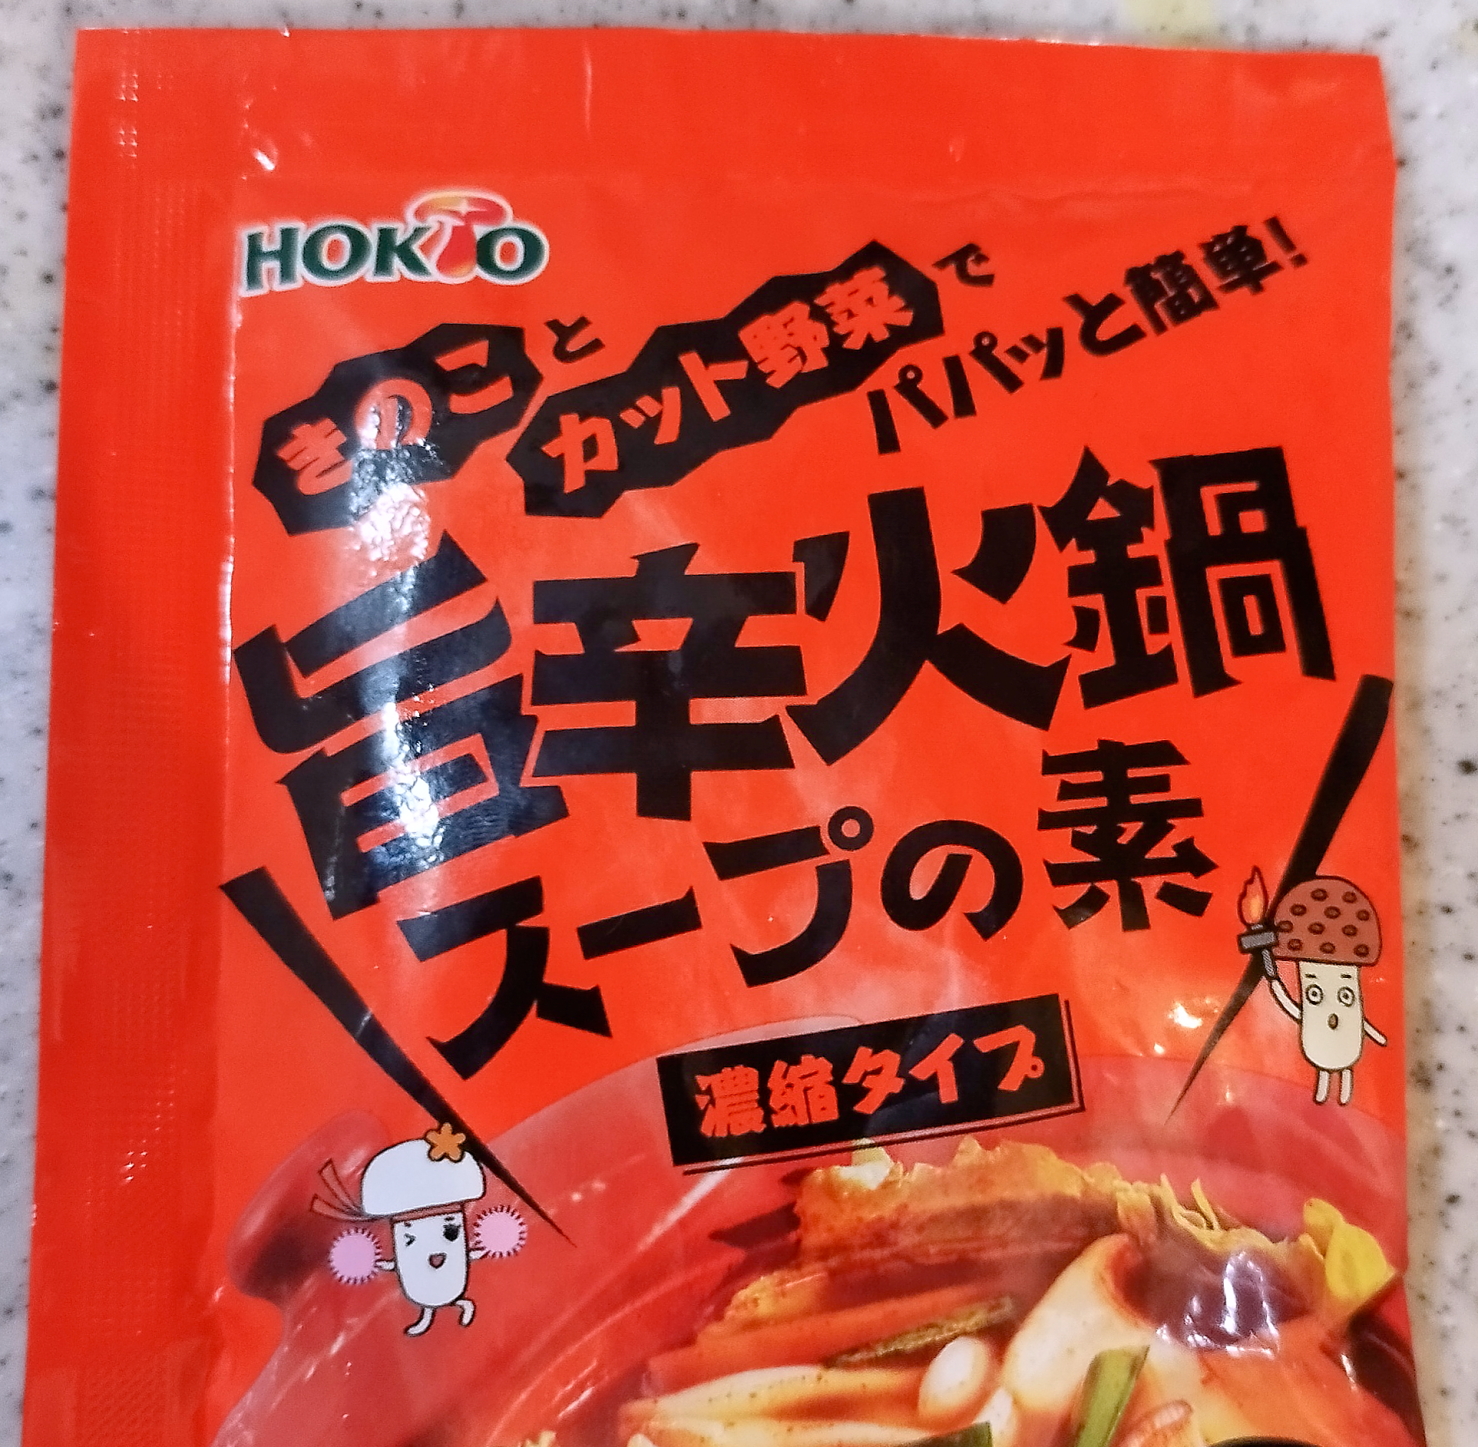 HOKTO
きのことカット野菜で
パパッと簡単!
旨辛火鍋
スープの素
濃縮タイプ